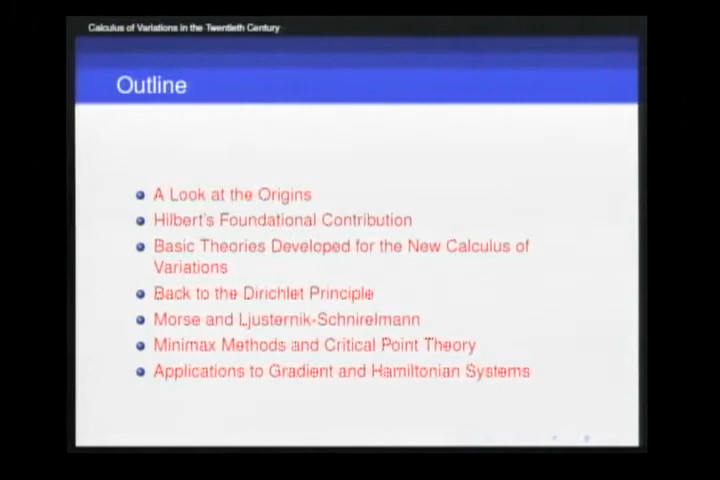 Calculus of Variations in the Twentieth Century
Outline
A Look at the Origins
Hilbert's Foundational Contribution
Basic Theories Developed for the New Calculus of
Variations
Back to the Dirichlet Principle
Morse and Ljusternik-Schnirelmann
Minimax Methods and Critical Point Theory
Applications to Gradient and Hamiltonian Systems